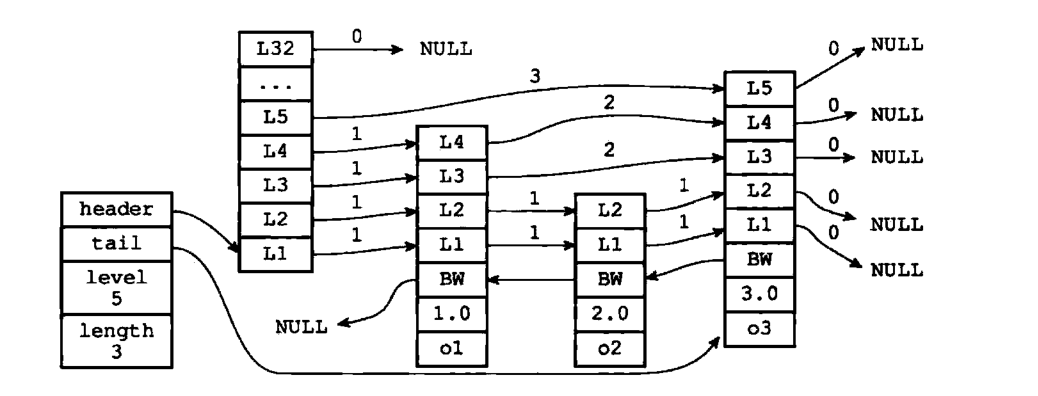 header
tail
level
5
length
3
L32
...
L5
L4
L3
L2
L1
0
NULL
3
1
1
1
1
L4
L3
L2
L1
BW
1.0
o1
NULL
2
2
1
1
L2
L1
BW
2.0
o2
1
1
L5
L4
L3
L2
L1
BW
3.0
o3
0
NULL
0
NULL
0
NULL
0
NULL
0
NULL